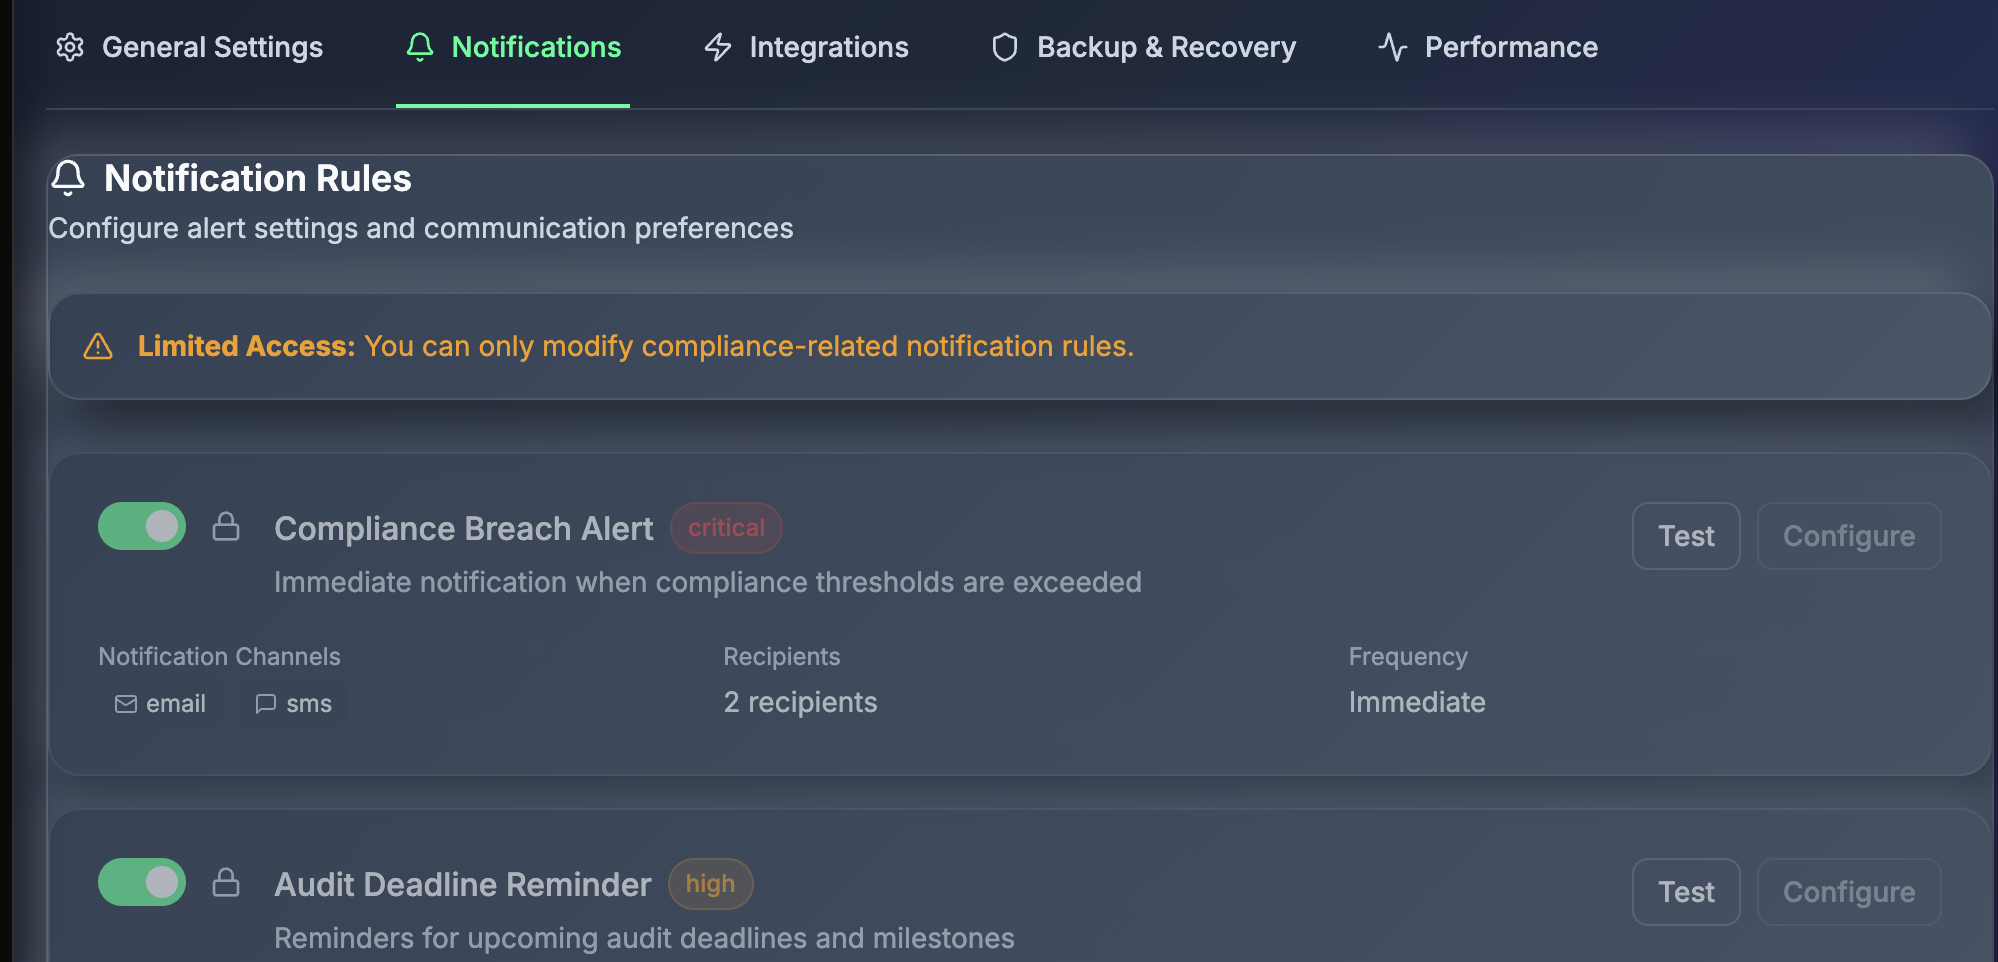 General Settings Notifications Integrations Backup & Recovery Performance
Notification Rules
Configure alert settings and communication preferences
Limited Access: You can only modify compliance-related notification rules.
Compliance Breach Alert critical Test Configure
Immediate notification when compliance thresholds are exceeded
Notification Channels Recipients Frequency
email sms 2 recipients Immediate
Audit Deadline Reminder high Test Configure
Reminders for upcoming audit deadlines and milestones